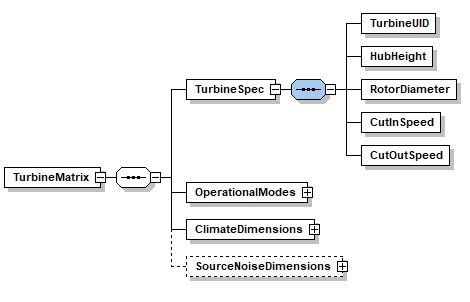 TurbineUID
HubHeight
TurbineSpec
RotorDiameter
CutInSpeed
CutOutSpeed
TurbineMatrix
OperationalModes
ClimateDimensions
SourceNoiseDimensions